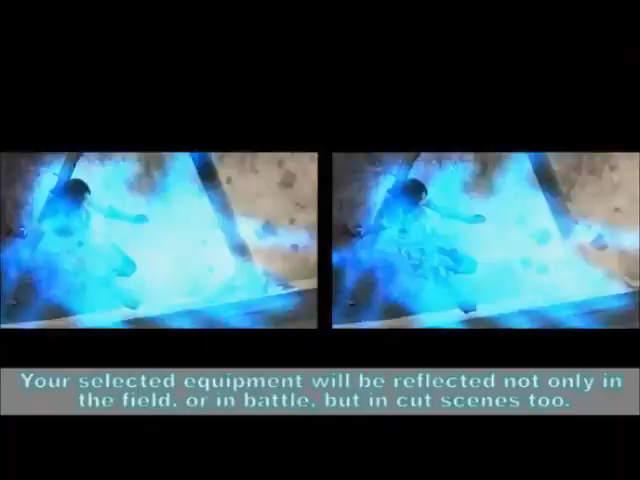 Your selected equipment will be reflected not only in
the field, or in battle, but in cut scenes too.